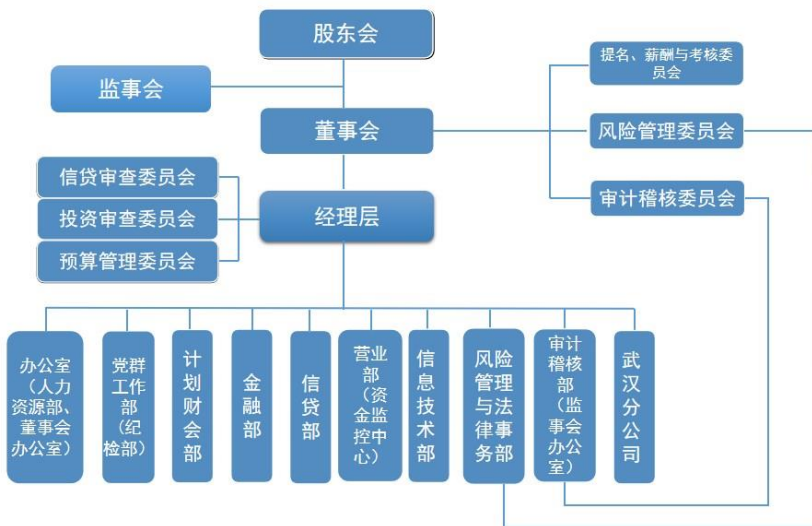 股东会
监事会
董事会
提名、薪酬与考核委
员会
风险管理委员会
审计稽核委员会
信贷审查委员会
投资审查委员会
预算管理委员会
经理层
办公室
（人力
资源部、
董事会
办公室）
党群
工作
部
（纪
检部）
计
划
财
会
部
金
融
部
信
贷
部
营业
部
（资
金监
控中
心）
信
息
技
术
部
风险
管理
与法
律事
务部
审计
稽核
部
（监
事会
办公
室）
武
汉
分
公
司